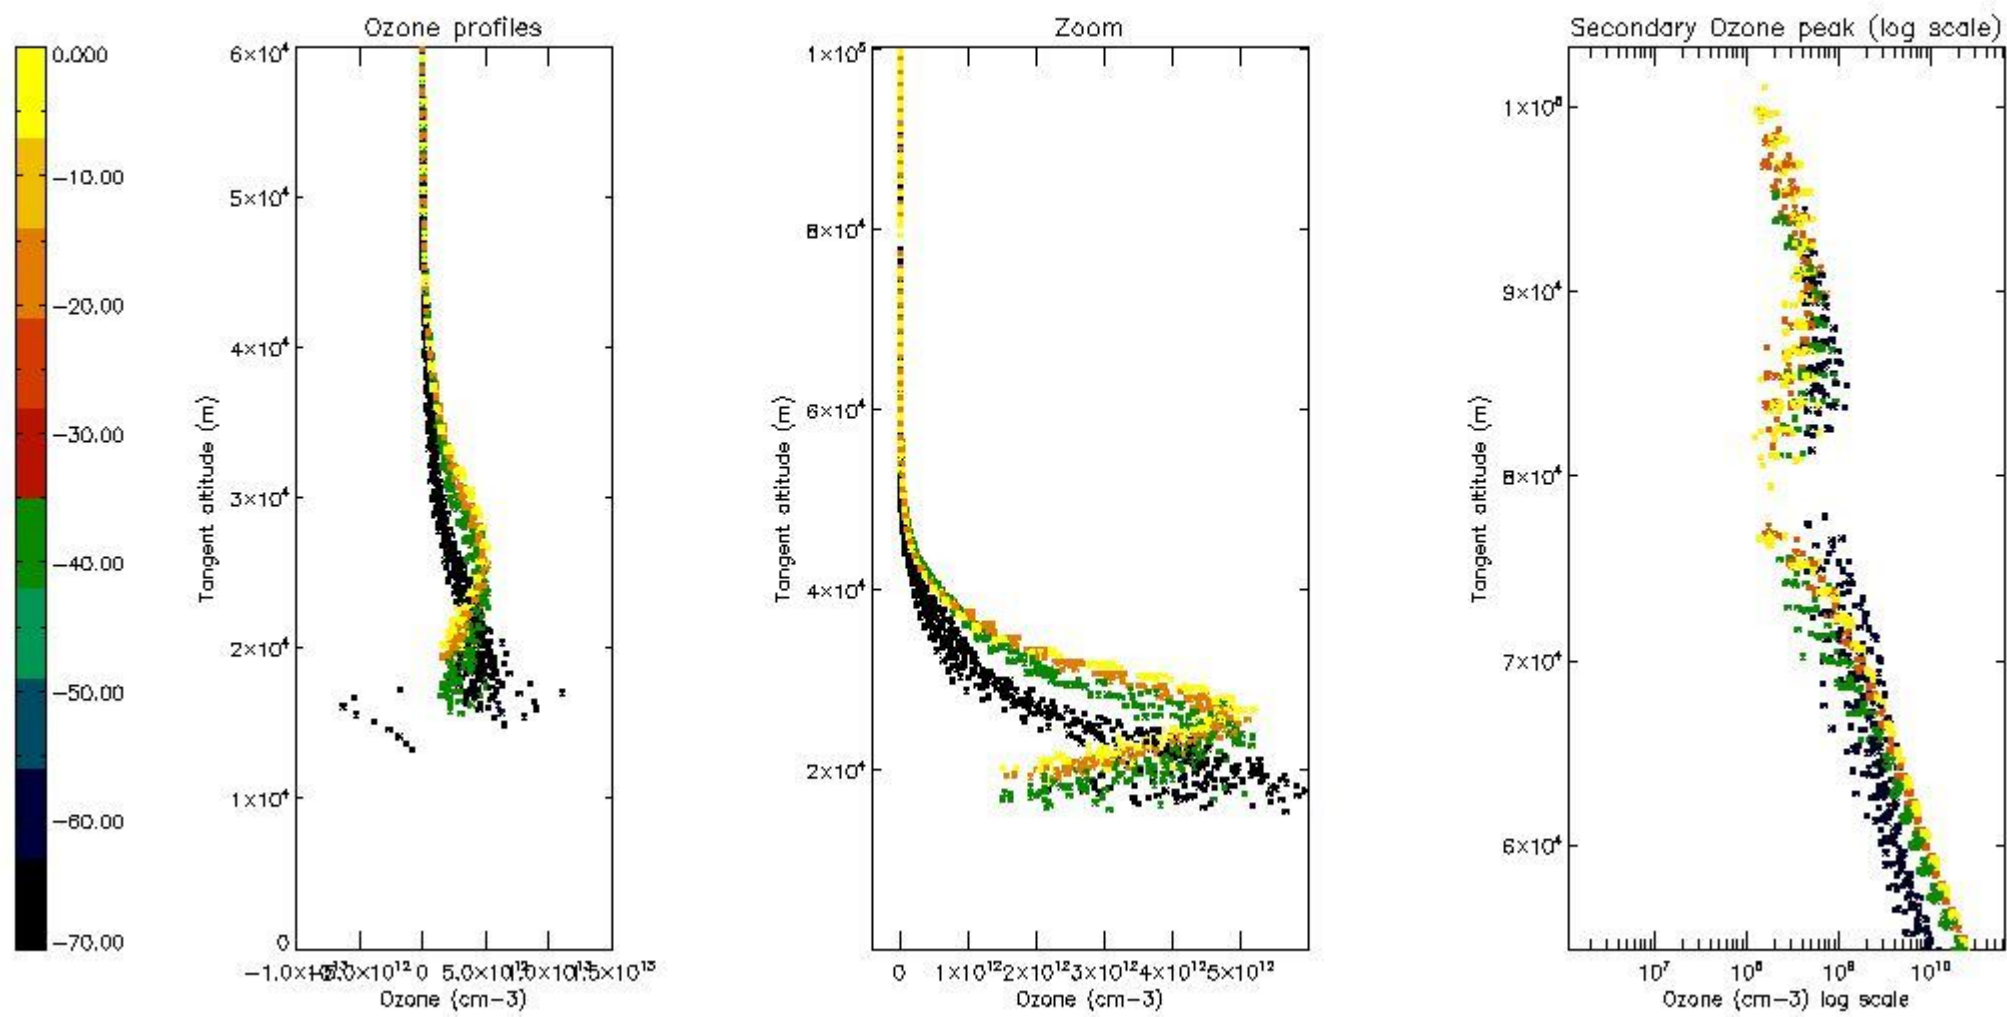 Ozone profiles
Zoom
Secondary Ozone peak (log scale)
0.000
−10.00
−20.00
−30.00
−40.00
−50.00
−60.00
−70.00
6×10⁴
5×10⁴
4×10⁴
3×10⁴
2×10⁴
1×10⁴
0
Tangent altitude (m)
0
Ozone (cm−3)
1×10⁵
8×10⁴
6×10⁴
4×10⁴
2×10⁴
Tangent altitude (m)
0 1×10¹² 2×10¹² 3×10¹² 4×10¹² 5×10¹²
Ozone (cm−3)
9×10⁴
8×10⁴
7×10⁴
6×10⁴
Tangent altitude (m)
10⁷ 10⁸ 10⁹ 10¹⁰
Ozone (cm−3) log scale